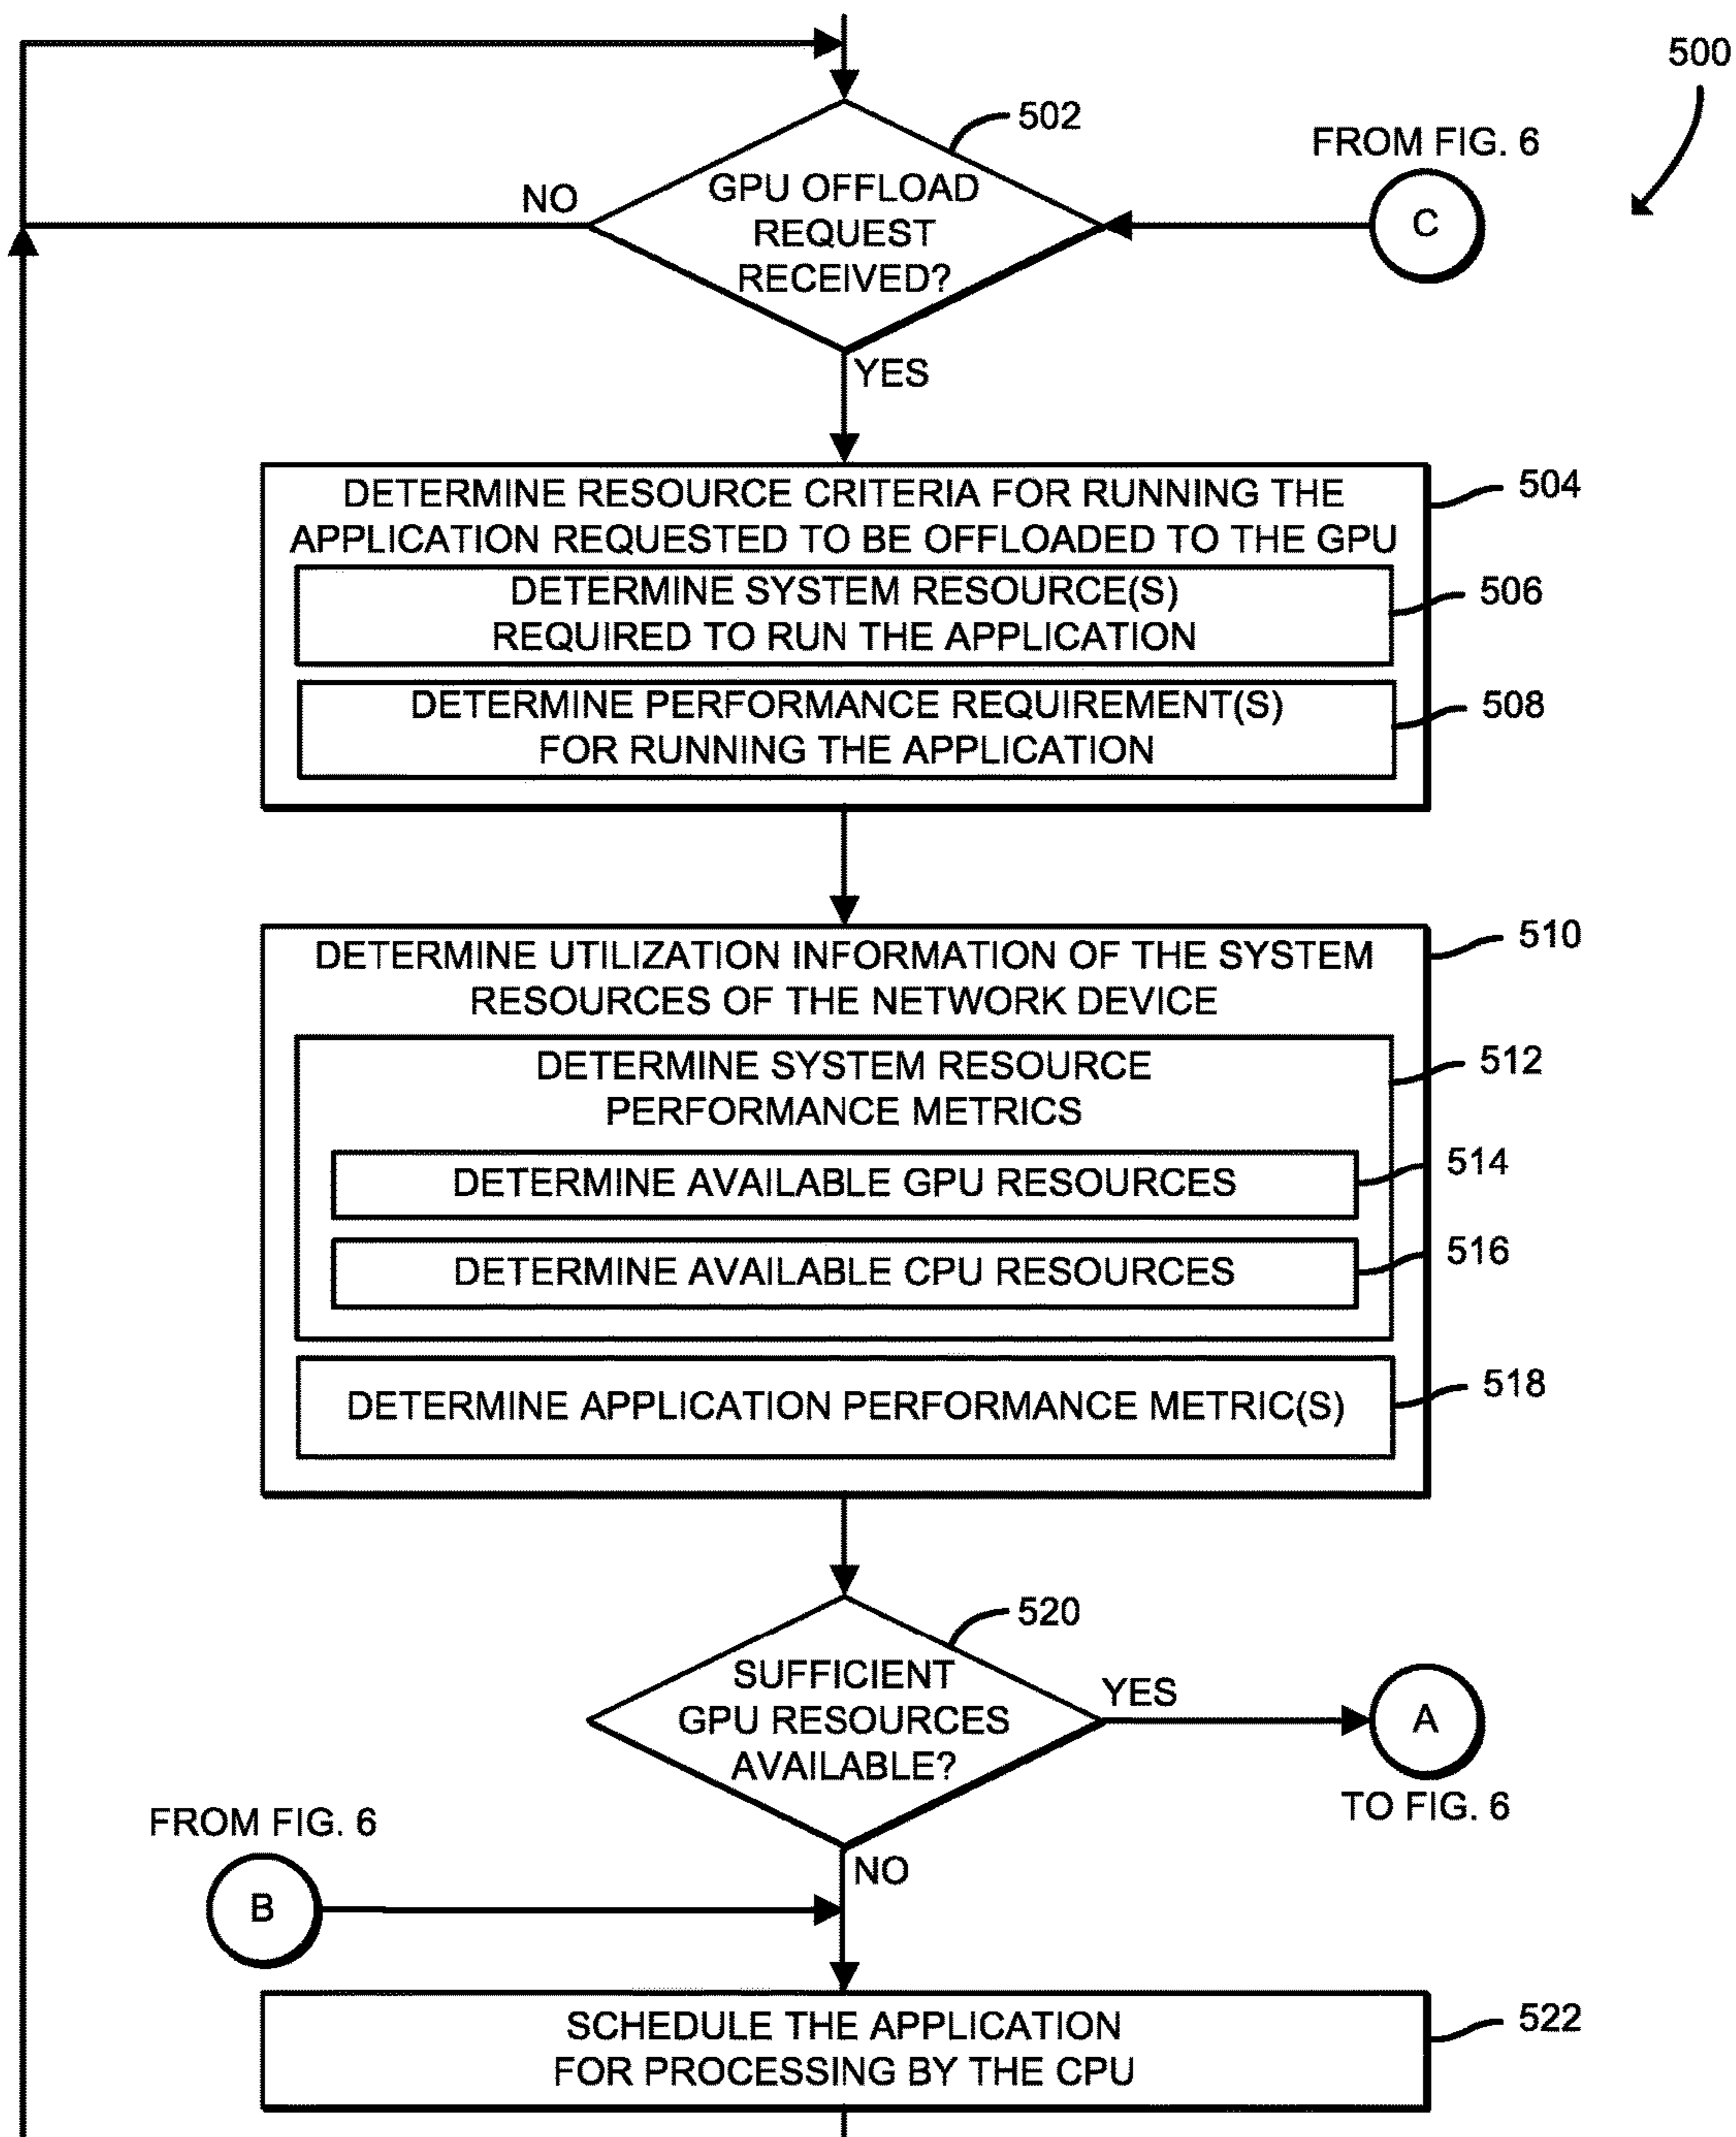 500
502
FROM FIG. 6
C
GPU OFFLOAD
REQUEST
RECEIVED?
NO
YES
DETERMINE RESOURCE CRITERIA FOR RUNNING THE
APPLICATION REQUESTED TO BE OFFLOADED TO THE GPU
504
DETERMINE SYSTEM RESOURCE(S)
REQUIRED TO RUN THE APPLICATION
506
DETERMINE PERFORMANCE REQUIREMENT(S)
FOR RUNNING THE APPLICATION
508
DETERMINE UTILIZATION INFORMATION OF THE SYSTEM
RESOURCES OF THE NETWORK DEVICE
510
DETERMINE SYSTEM RESOURCE
PERFORMANCE METRICS
512
DETERMINE AVAILABLE GPU RESOURCES
514
DETERMINE AVAILABLE CPU RESOURCES
516
DETERMINE APPLICATION PERFORMANCE METRIC(S)
518
520
SUFFICIENT
GPU RESOURCES
AVAILABLE?
YES
A
TO FIG. 6
NO
FROM FIG. 6
B
SCHEDULE THE APPLICATION
FOR PROCESSING BY THE CPU
522